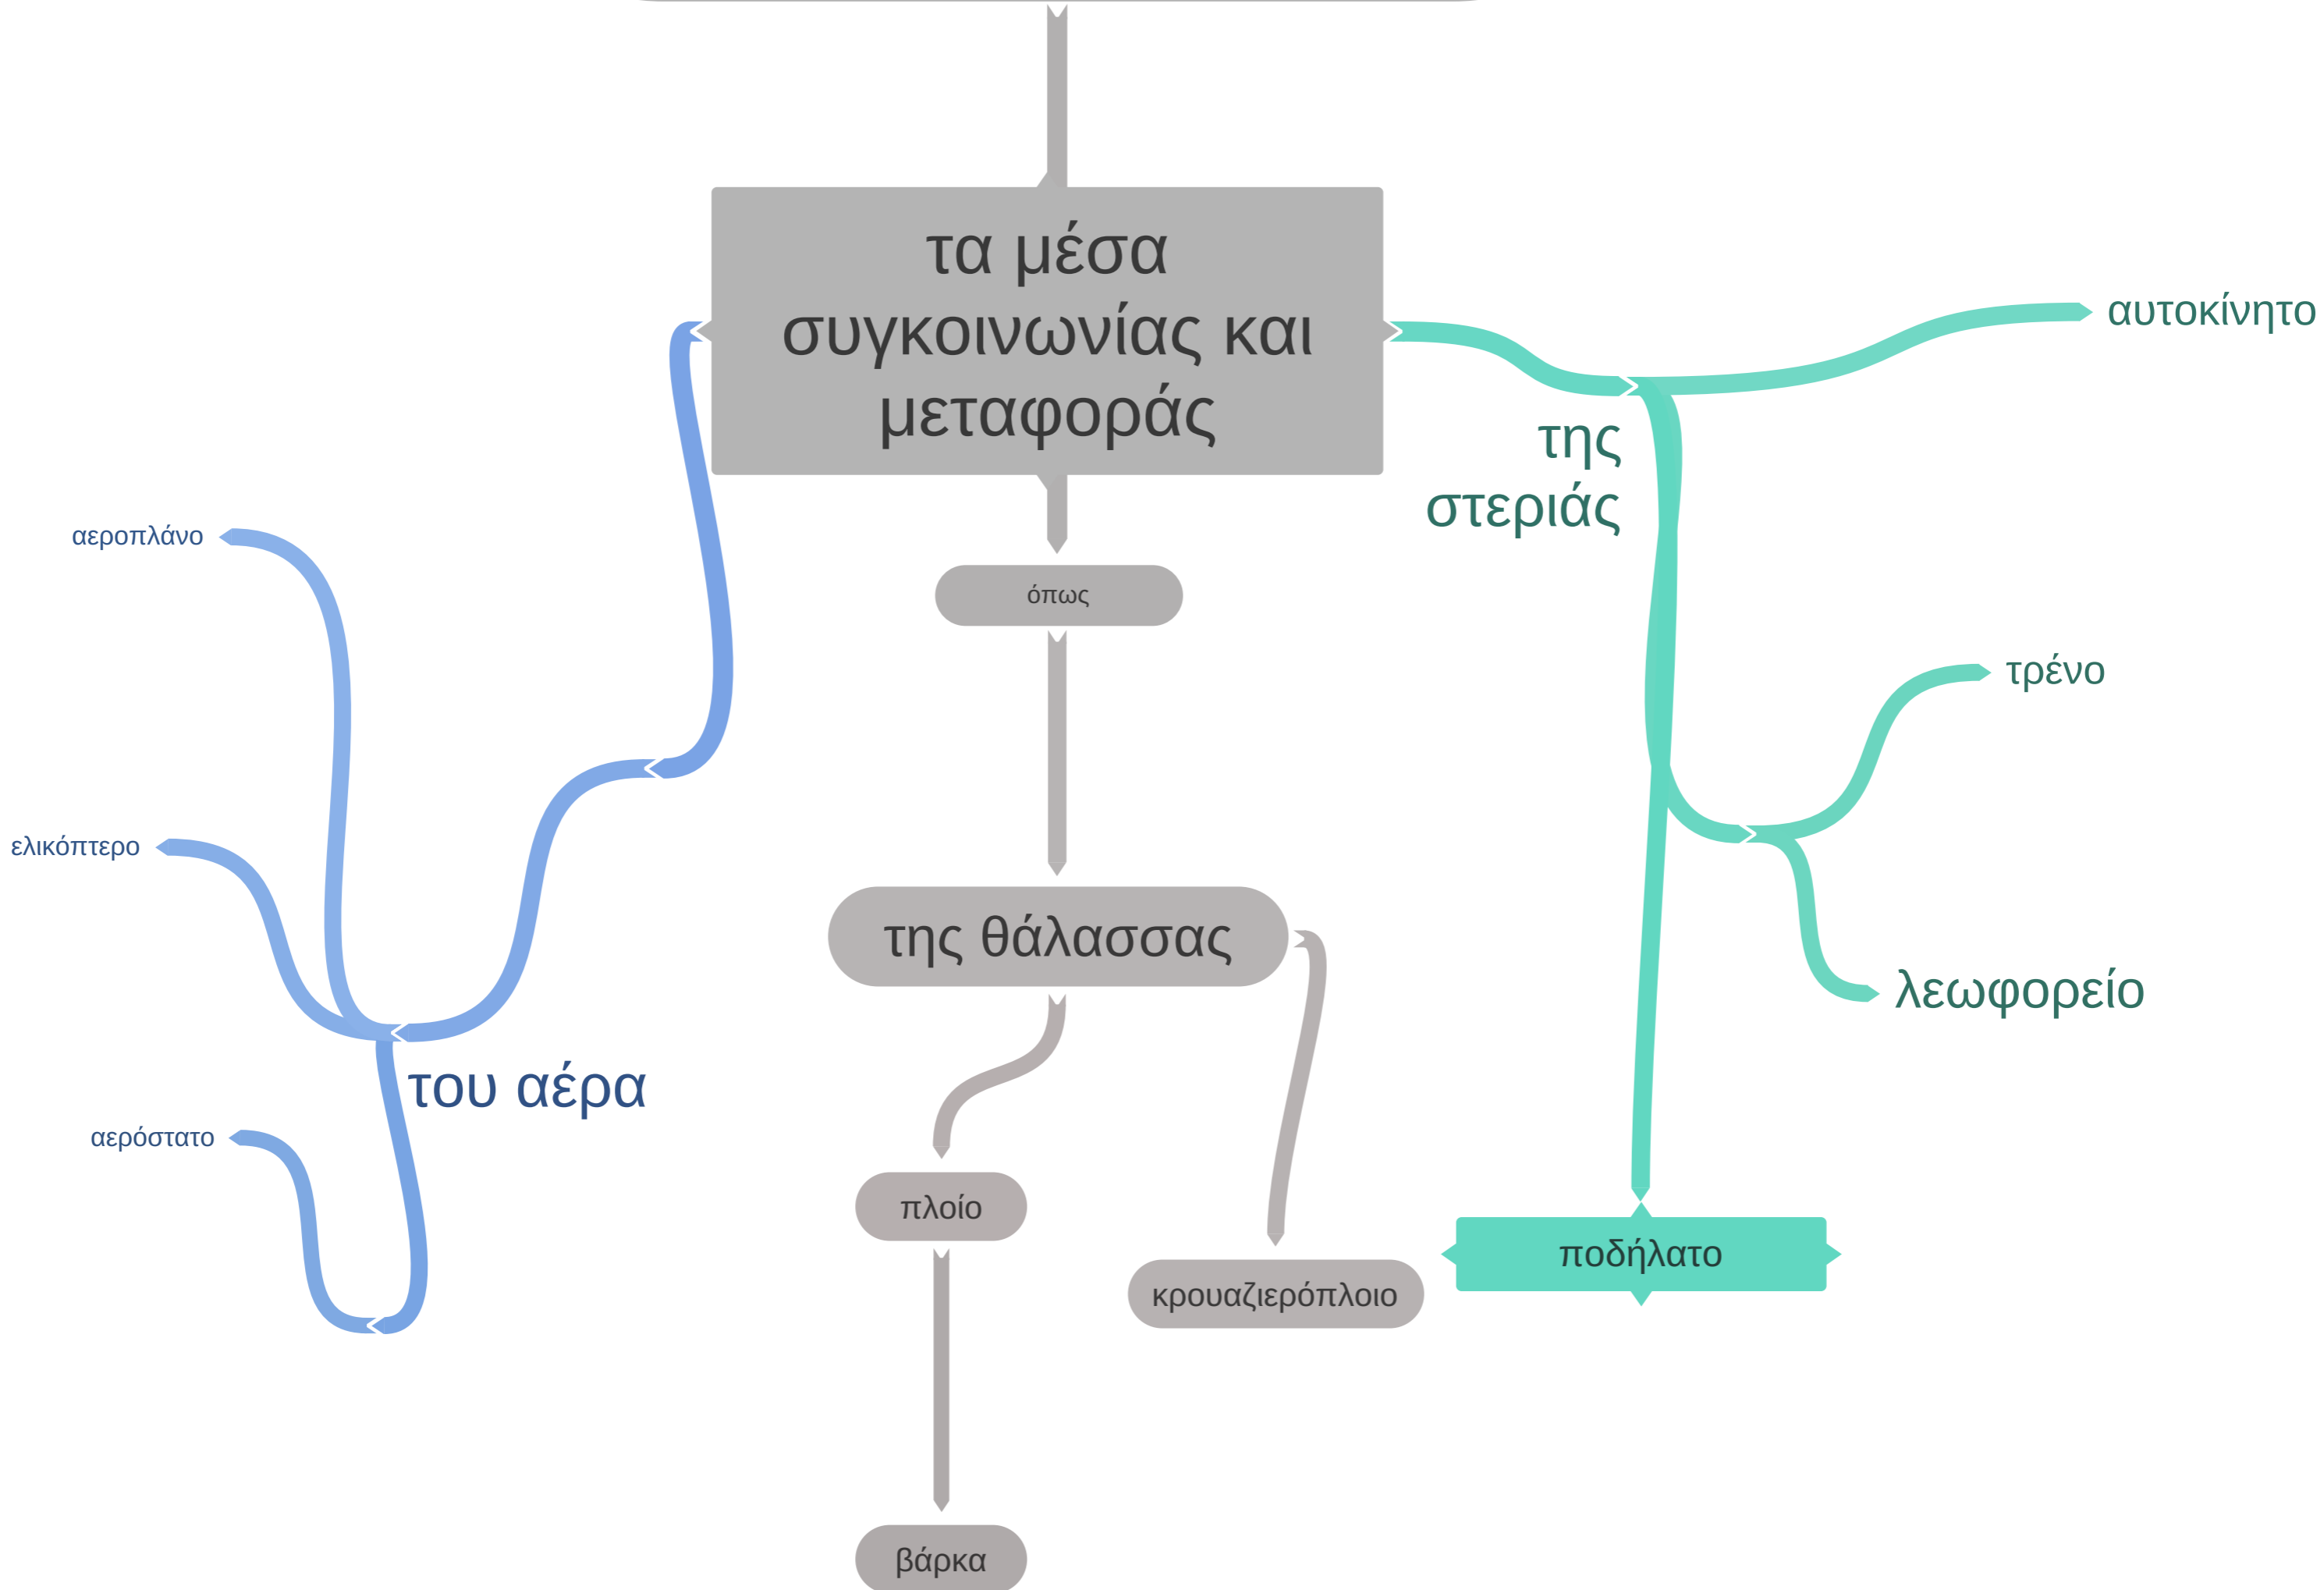 τα μέσα
συγκοινωνίας και
μεταφοράς
αυτοκίνητο
της
στεριάς
αεροπλάνο
όπως
τρένο
ελικόπτερο
της θάλασσας
λεωφορείο
του αέρα
αερόστατο
πλοίο
ποδήλατο
κρουαζιερόπλοιο
βάρκα